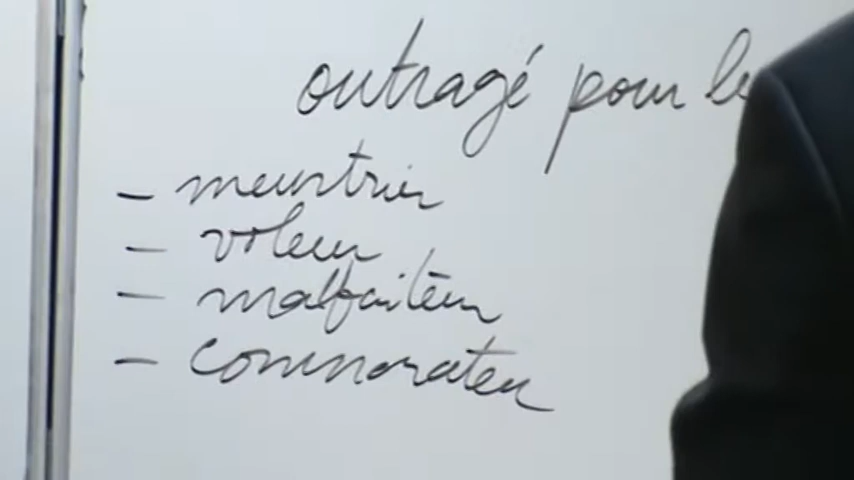 outragé pour le
- meurtrier
- voleur
- malfaiteur